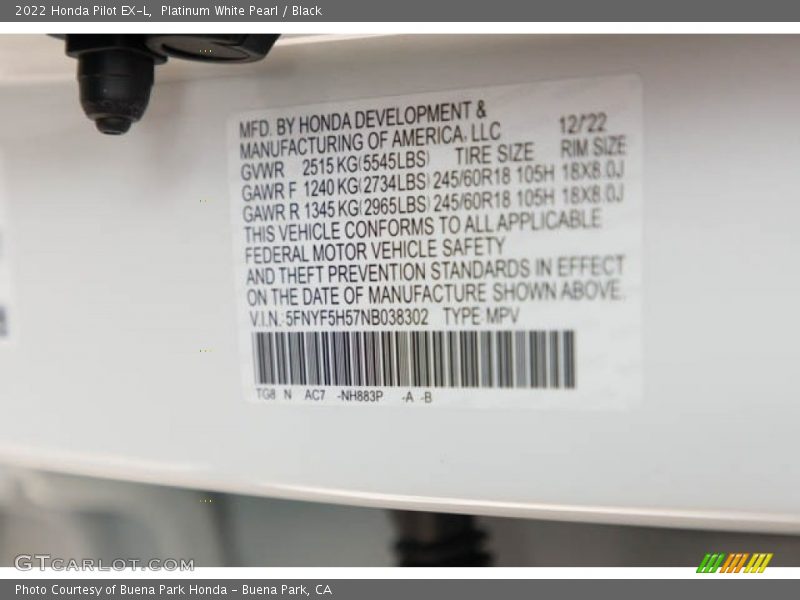 2022 Honda Pilot EX-L, Platinum White Pearl / Black
MFD. BY HONDA DEVELOPMENT &
MANUFACTURING OF AMERICA, LLC 12/22
GVWR 2515 KG(5545LBS) TIRE SIZE RIM SIZE
GAWR F 1240 KG(2734LBS) 245/60R18 105H 18X8.0J
GAWR R 1345 KG(2965LBS) 245/60R18 105H 18X8.0J
THIS VEHICLE CONFORMS TO ALL APPLICABLE
FEDERAL MOTOR VEHICLE SAFETY
AND THEFT PREVENTION STANDARDS IN EFFECT
ON THE DATE OF MANUFACTURE SHOWN ABOVE.
V.I.N.: 5FNYF5H57NB038302 TYPE: MPV
TG8 N AC7 -NH883P -A -B
GTCARLOT.COM
Photo Courtesy of Buena Park Honda - Buena Park, CA